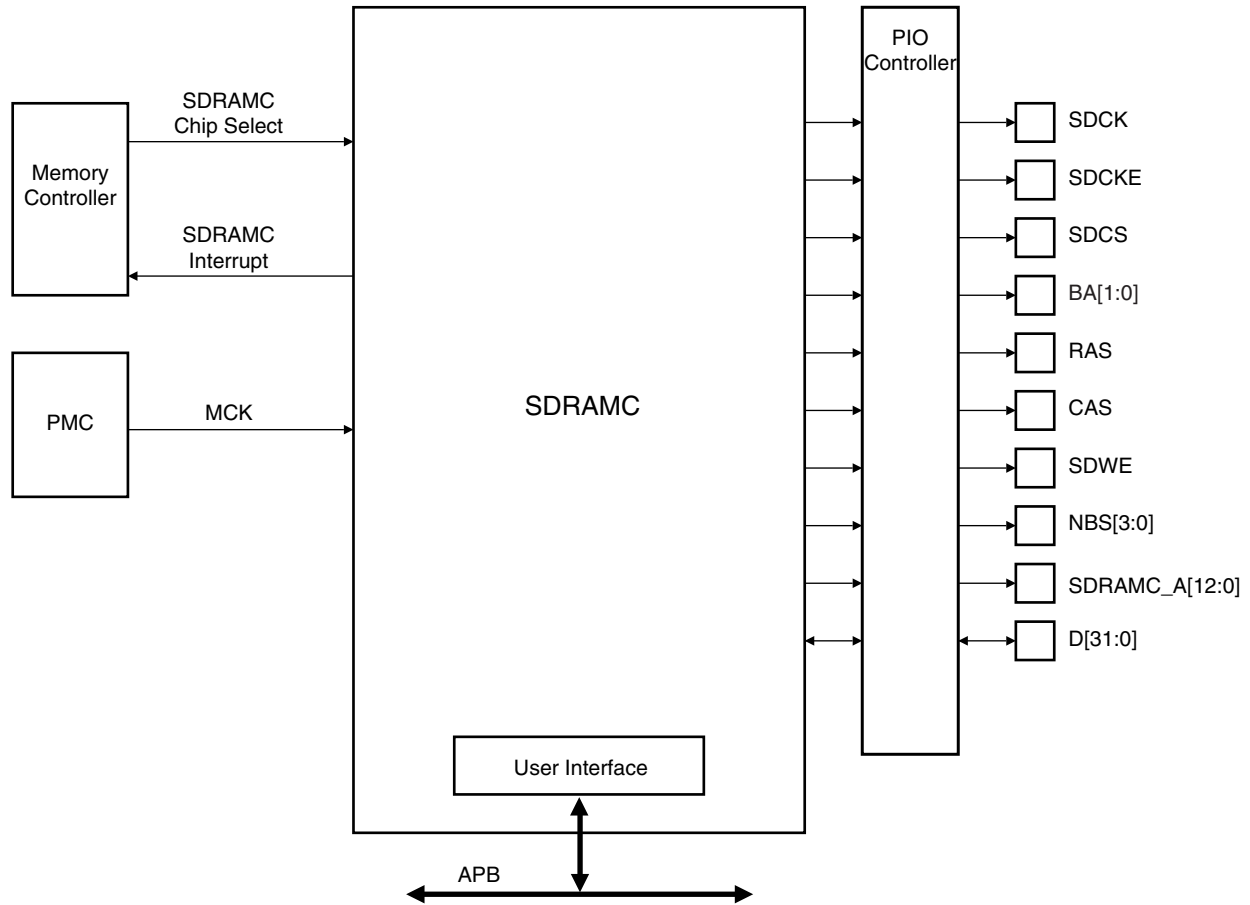 PIO
Controller
SDRAMC
Chip Select
Memory
Controller
SDRAMC
Interrupt
PMC
MCK
SDRAMC
SDCK
SDCKE
SDCS
BA[1:0]
RAS
CAS
SDWE
NBS[3:0]
SDRAMC_A[12:0]
D[31:0]
User Interface
APB